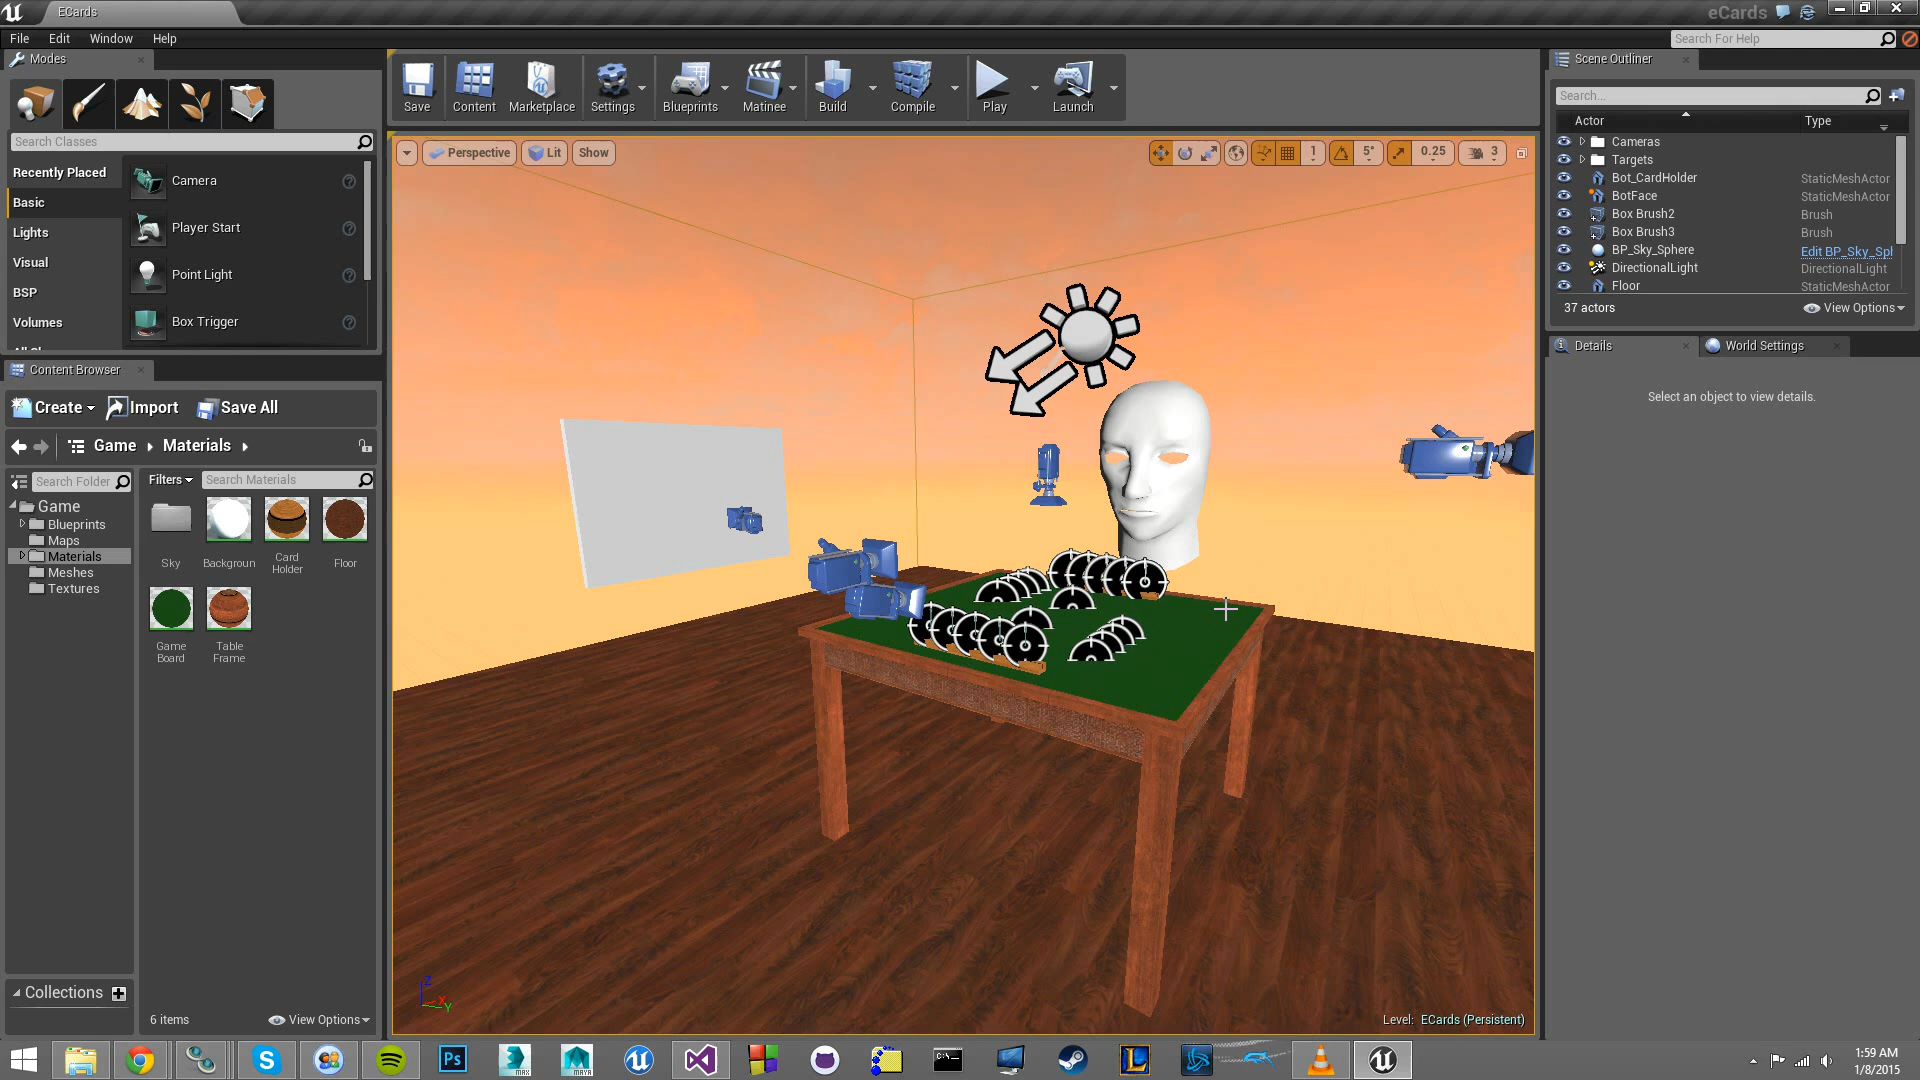 ECards
eCards
File Edit Window Help
Search For Help
Modes
Search Classes
Recently Placed
Basic
Lights
Visual
BSP
Volumes
Camera
Player Start
Point Light
Box Trigger
Save
Content
Marketplace
Settings
Blueprints
Matinee
Build
Compile
Play
Launch
Perspective
Lit
Show
1
5°
0.25
3
Scene Outliner
Search...
Actor Type
Cameras
Targets
Bot_CardHolder StaticMeshActor
BotFace StaticMeshActor
Box Brush2 Brush
Box Brush3 Brush
BP_Sky_Sphere Edit BP_Sky_Spl
DirectionalLight DirectionalLight
Floor StaticMeshActor
37 actors
View Options
Details
World Settings
Select an object to view details.
Content Browser
Create
Import
Save All
Game
Materials
Search Folder
Filters
Search Materials
Game
Blueprints
Maps
Materials
Meshes
Textures
Sky
Backgroun
Card
Holder
Floor
Game
Board
Table
Frame
Collections
6 items
View Options
Z
X
Y
Level: ECards (Persistent)
Ps
MAX
MAYA
C:\_
L
1:59 AM
1/8/2015